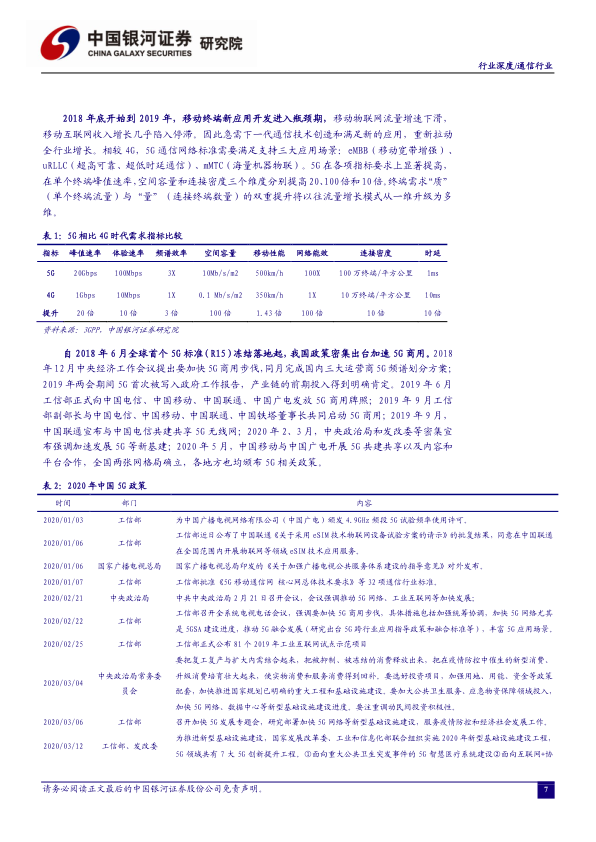 中国银河证券 研究院
CHINA GALAXY SECURITIES
行业深度/通信行业
2018 年底开始到 2019 年，移动终端新应用开发进入瓶颈期，移动物联网流量增速下滑，
移动互联网收入增长几乎陷入停滞。因此急需下一代通信技术创造和满足新的应用，重新拉动
全行业增长。相较 4G，5G 通信网络标准需要满足支持三大应用场景：eMBB（移动宽带增强）、
uRLLC（超高可靠、超低时延通信）、mMTC（海量机器物联）。5G 在各项指标要求上显著提高，
在单个终端峰值速率、空间容量和连接密度三个维度分别提高 20、100 倍和 10 倍。终端需求"质"
（单个终端流量）与 "量"（连接终端数量）的双重提升将以往流量增长模式从一维升级为多
维。
表 1：5G 相比 4G 时代需求指标比较
指标 峰值速率 体验速率 频谱效率 空间容量 移动性能 网络能效 连接密度 时延
5G 20Gbps 100Mbps 3X 10Mb/s/m2 500km/h 100X 100 万终端/平方公里 1ms
4G 1Gbps 10Mbps 1X 0.1 Mb/s/m2 350km/h 1X 10 万终端/平方公里 10ms
提升 20 倍 10 倍 3 倍 100 倍 1.43 倍 100 倍 10 倍 10 倍
资料来源：3GPP，中国银河证券研究院
自 2018 年 6 月全球首个 5G 标准（R15）冻结落地起，我国政策密集出台加速 5G 商用。2018
年 12 月中央经济工作会议提出要加快 5G 商用步伐，同月完成国内三大运营商 5G 频谱划分方案；
2019 年两会期间 5G 首次被写入政府工作报告，产业链的前期投入得到明确肯定。2019 年 6 月
工信部正式向中国电信、中国移动、中国联通、中国广电发放 5G 商用牌照；2019 年 9 月工信
部副部长与中国电信、中国移动、中国联通、中国铁塔董事长共同启动 5G 商用；2019 年 9 月，
中国联通宣布与中国电信共建共享 5G 无线网；2020 年 2、3 月，中央政治局和发改委等密集宣
布强调加速发展 5G 等新基建；2020 年 5 月，中国移动与中国广电开展 5G 共建共享以及内容和
平台合作，全国两张网格局确立，各地方也均颁布 5G 相关政策。
表 2：2020 年中国 5G 政策
时间 部门 内容
2020/01/03 工信部 为中国广播电视网络有限公司（中国广电）颁发 4.9GHz 频段 5G 试验频率使用许可。
2020/01/06 工信部 工信部近日公布了中国联通《关于采用 eSIM 技术物联网设备试验方案的请示》的批复结果，同意在中国联通
在全国范围内开展物联网等领域 eSIM 技术应用服务。
2020/01/06 国家广播电视总局 国家广播电视总局印发的《关于加强广播电视公共服务体系建设的指导意见》对外发布。
2020/01/07 工信部 工信部批准《5G 移动通信网 核心网总体技术要求》等 32 项通信行业标准。
2020/02/21 中央政治局 中共中央政治局 2 月 21 日召开会议，会议强调推动 5G 网络、工业互联网等加快发展；
2020/02/22 工信部 工信部召开全系统电视电话会议，强调要加快 5G 商用步伐，具体措施包括加强统筹协调、加快 5G 网络尤其
是 5GSA 建设进度，推动 5G 融合发展（研究出台 5G 跨行业应用指导政策和融合标准等），丰富 5G 应用场景。
2020/02/25 工信部 工信部正式公布 81 个 2019 年工业互联网试点示范项目
2020/03/04 中央政治局常务委员会 要把复工复产与扩大内需结合起来，把被抑制、被冻结的消费释放出来，把在疫情防控中催生的新型消费、
升级消费培育壮大起来，使实物消费和服务消费得到回补。要选好投资项目，加强用地、用能、资金等政策
配套，加快推进国家规划已明确的重大工程和基础设施建设。要加大公共卫生服务、应急物资保障领域投入，
加快 5G 网络、数据中心等新型基础设施建设进度。要注重调动民间投资积极性。
2020/03/06 工信部 召开加快 5G 发展专题会，研究部署加快 5G 网络等新型基础设施建设，服务疫情防控和经济社会发展工作。
2020/03/12 工信部、发改委 为推进新型基础设施建设，国家发展改革委、工业和信息化部联合组织实施 2020 年新型基础设施建设工程，
5G 领域共有 7 大 5G 创新提升工程。①面向重大公共卫生突发事件的 5G 智慧医疗系统建设②面向互联网+协
请务必阅读正文最后的中国银河证券股份公司免责声明。
7